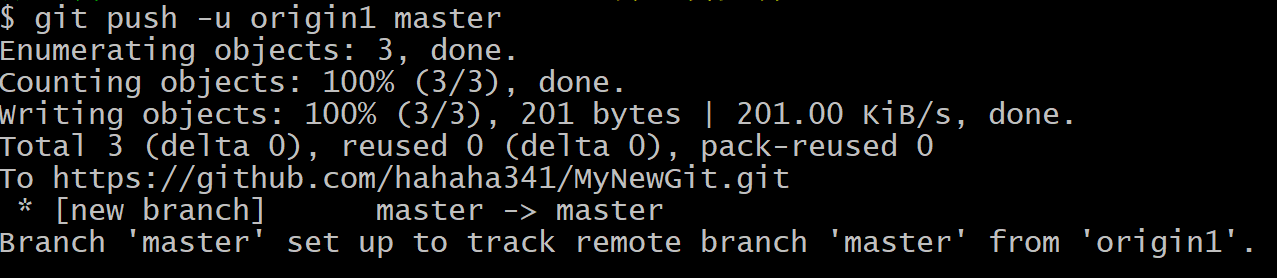 $ git push -u origin1 master
Enumerating objects: 3, done.
Counting objects: 100% (3/3), done.
Writing objects: 100% (3/3), 201 bytes | 201.00 KiB/s, done.
Total 3 (delta 0), reused 0 (delta 0), pack-reused 0
To https://github.com/hahaha341/MyNewGit.git
 * [new branch]      master -> master
Branch 'master' set up to track remote branch 'master' from 'origin1'.